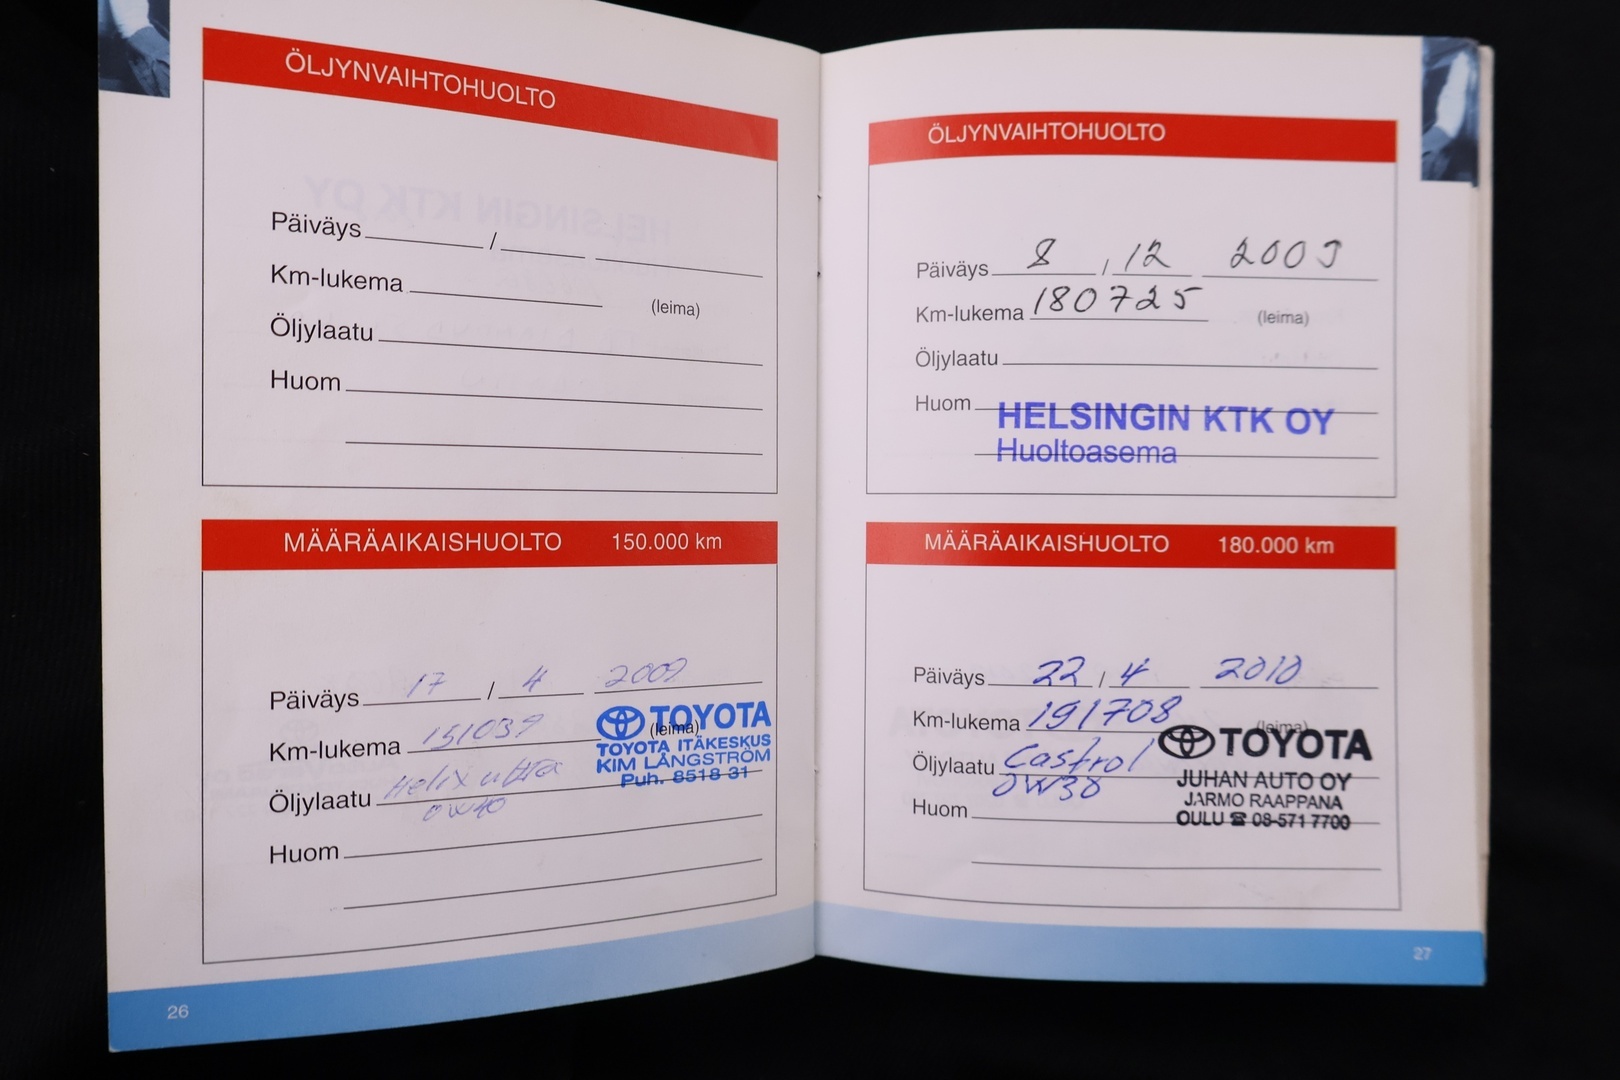 ÖLJYNVAIHTOHUOLTO
Päiväys / 
Km-lukema
(leima)
Öljylaatu
Huom
MÄÄRÄAIKAISHUOLTO 150.000 km
Päiväys 17 / 4 2009
Km-lukema 151039
(leima)
TOYOTA
TOYOTA ITÄKESKUS
KIM LÅNGSTRÖM
Puh. 8518 31
Öljylaatu Helix ultra
0W40
Huom
26
ÖLJYNVAIHTOHUOLTO
Päiväys 8 / 12 2009
Km-lukema 180725
(leima)
Öljylaatu
Huom
HELSINGIN KTK OY
Huoltoasema
MÄÄRÄAIKAISHUOLTO 180.000 km
Päiväys 22 / 4 2010
Km-lukema 191708
(leima)
TOYOTA
Öljylaatu Castrol
0W30
JUHAN AUTO OY
JARMO RAAPPANA
OULU ☎ 08-571 7700
Huom
27